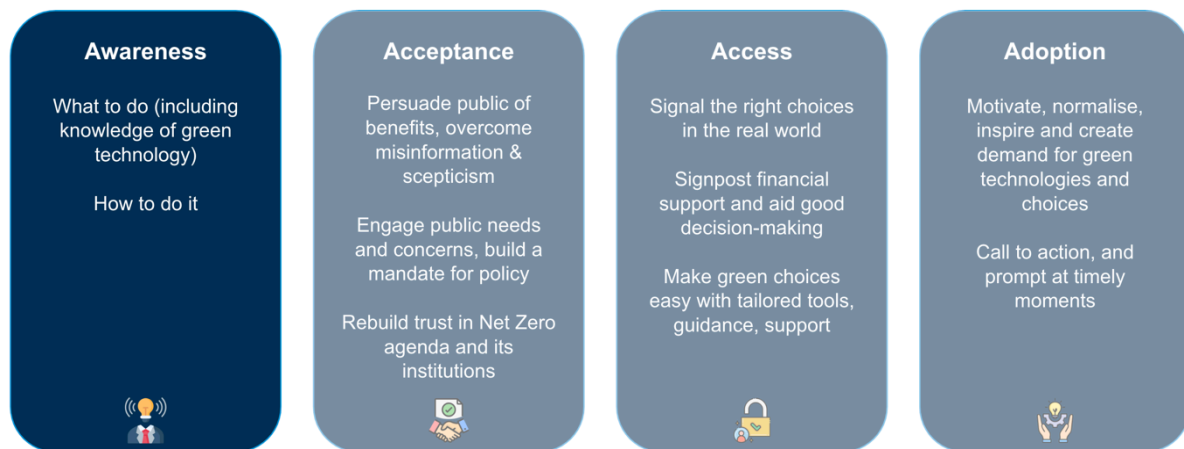 Awareness
What to do (including
knowledge of green
technology)
How to do it
Acceptance
Persuade public of
benefits, overcome
misinformation &
scepticism
Engage public needs
and concerns, build a
mandate for policy
Rebuild trust in Net Zero
agenda and its
institutions
Access
Signal the right choices
in the real world
Signpost financial
support and aid good
decision-making
Make green choices
easy with tailored tools,
guidance, support
Adoption
Motivate, normalise,
inspire and create
demand for green
technologies and
choices
Call to action, and
prompt at timely
moments